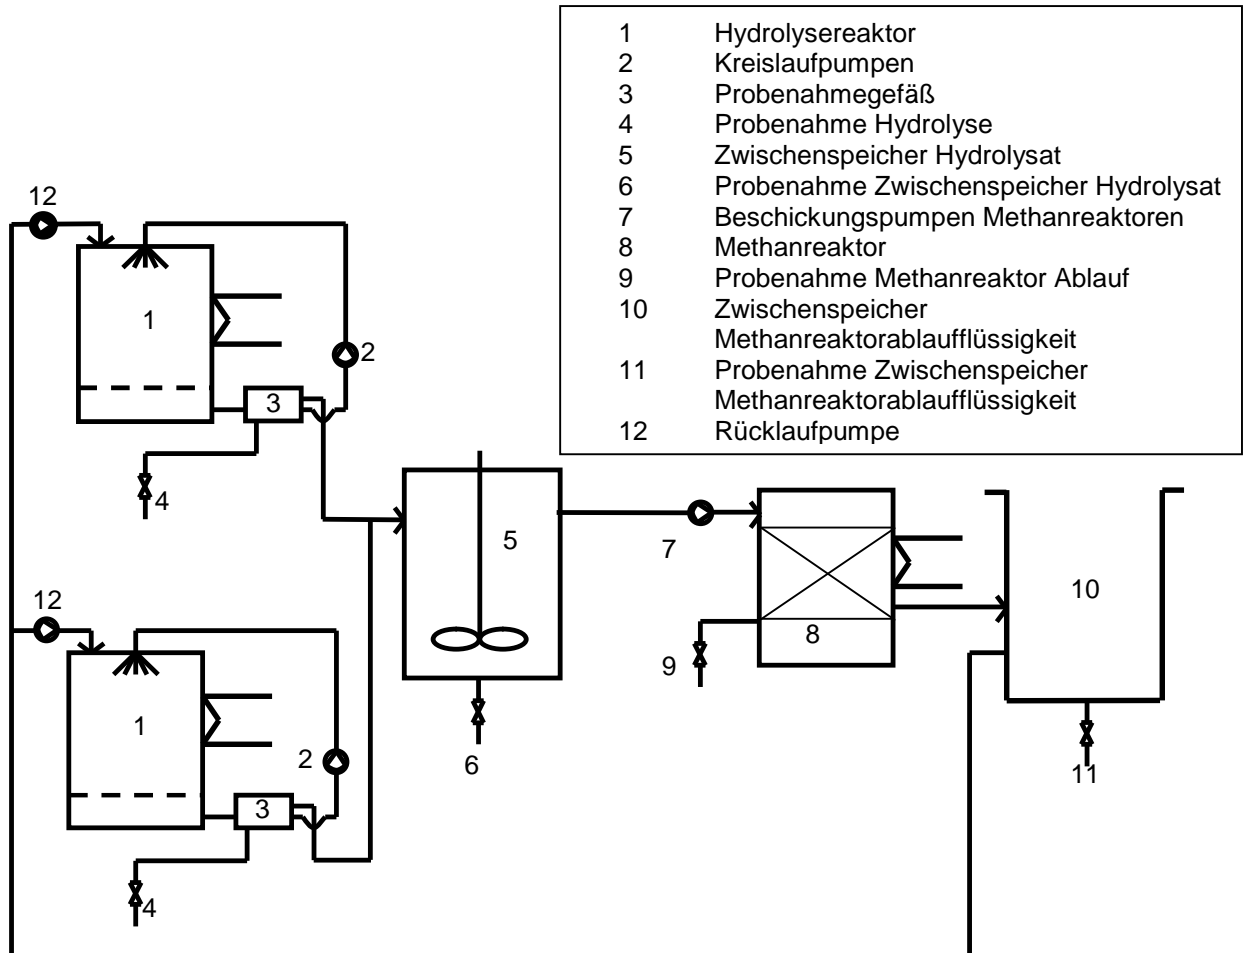 1 Hydrolysereaktor
2 Kreislaufpumpen
3 Probenahmegefäß
4 Probenahme Hydrolyse
5 Zwischenspeicher Hydrolysat
6 Probenahme Zwischenspeicher Hydrolysat
7 Beschickungspumpen Methanreaktoren
8 Methanreaktor
9 Probenahme Methanreaktor Ablauf
10 Zwischenspeicher
Methanreaktorablaufflüssigkeit
11 Probenahme Zwischenspeicher
Methanreaktorablaufflüssigkeit
12 Rücklaufpumpe
12
1
2
3
4
5
7
10
12
8
9
1
2
6
11
3
4